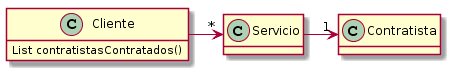 C Cliente
List contratistasContratados()
*
C Servicio
1
C Contratista